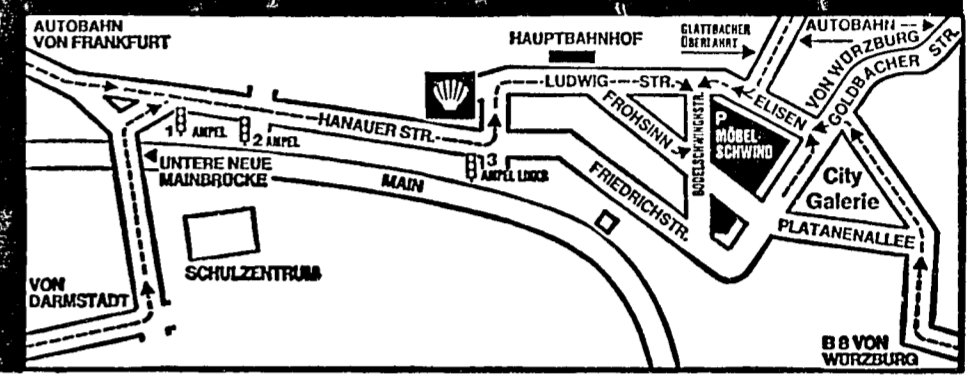 AUTOBAHN
VON FRANKFURT
HAUPTBAHNHOF
GLATTBACHER
ÜBERFAHRT
AUTOBAHN
VON WÜRZBURG
GOLDBACHER STR.
LUDWIG STR.
ELISEN
FROHSINN
BODELSCHWINGHSTR.
P
MÖBEL-
SCHWIND
HANAUER STR.
1 AMPEL
2 AMPEL
3
AMPEL LINKS
UNTERE NEUE
MAINBRÜCKE
MAIN
FRIEDRICHSTR.
City
Galerie
PLATANENALLEE
SCHULZENTRUM
VON
DARMSTADT
B 8 VON
WÜRZBURG